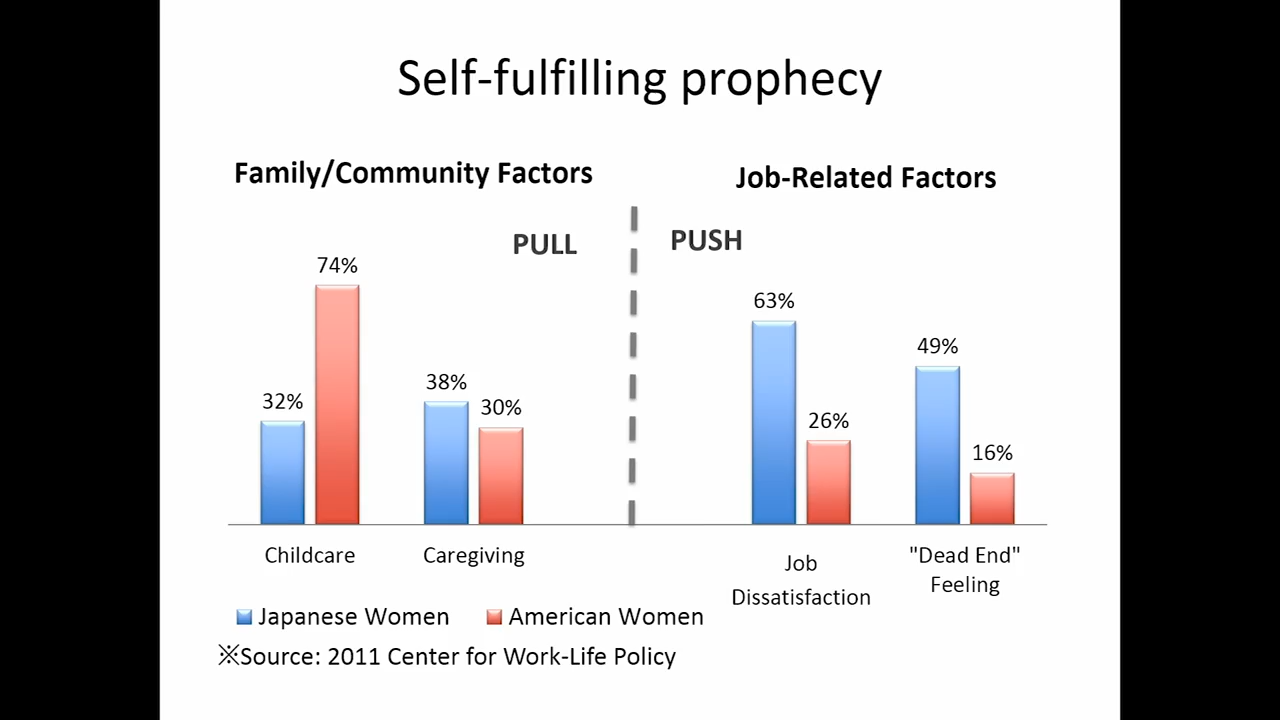 Self-fulfilling prophecy
Family/Community Factors
Job-Related Factors
PULL
PUSH
74%
32%
38%
30%
63%
26%
49%
16%
Childcare
Caregiving
Job
Dissatisfaction
"Dead End"
Feeling
Japanese Women
American Women
※Source: 2011 Center for Work-Life Policy